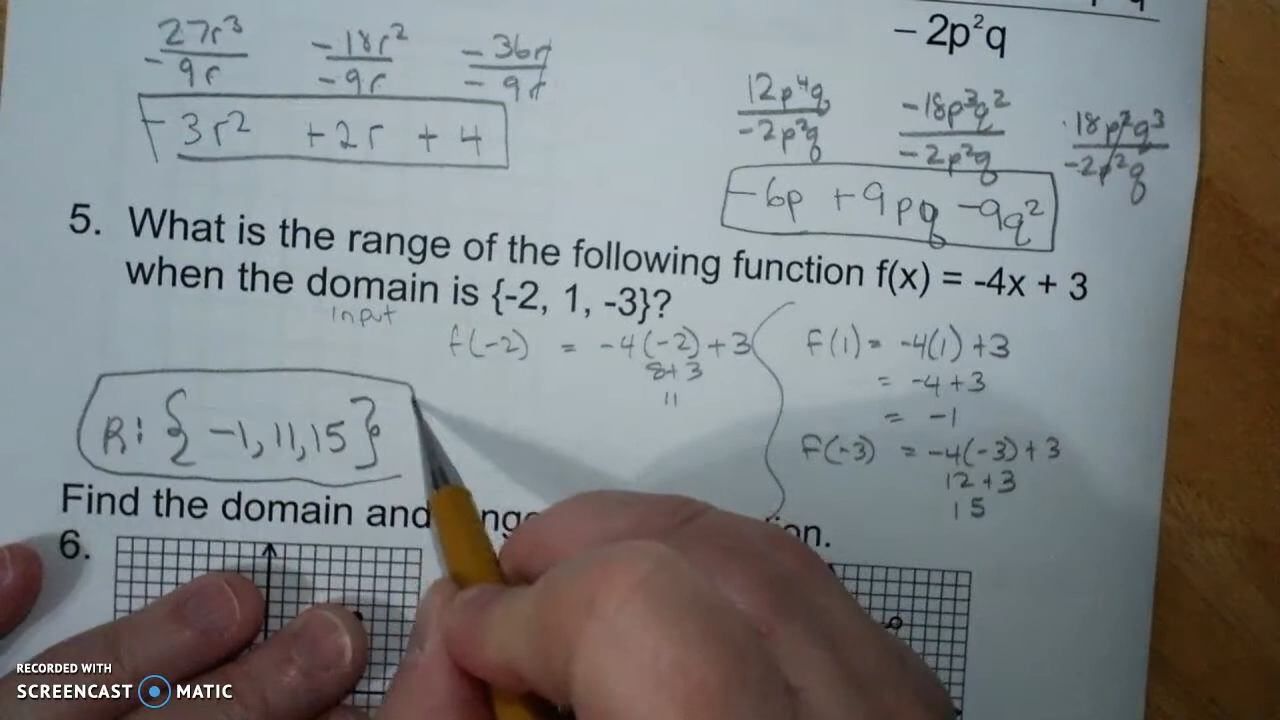 27r³ -18r² -36r
-9r -9r -9r
-3r² +2r + 4
-2p²q
12p⁴q -18p³q² 18p²q³
-2p²q -2p²q -2p²q
-6p +9pq -9q²
5. What is the range of the following function f(x) = -4x + 3
when the domain is {-2, 1, -3}?
input
f(-2) = -4(-2)+3
8+3
11
f(1) = -4(1)+3
= -4+3
= -1
f(-3) = -4(-3)+3
12+3
15
R: {-1, 11, 15}
Find the domain and
6.
RECORDED WITH
SCREENCAST MATIC